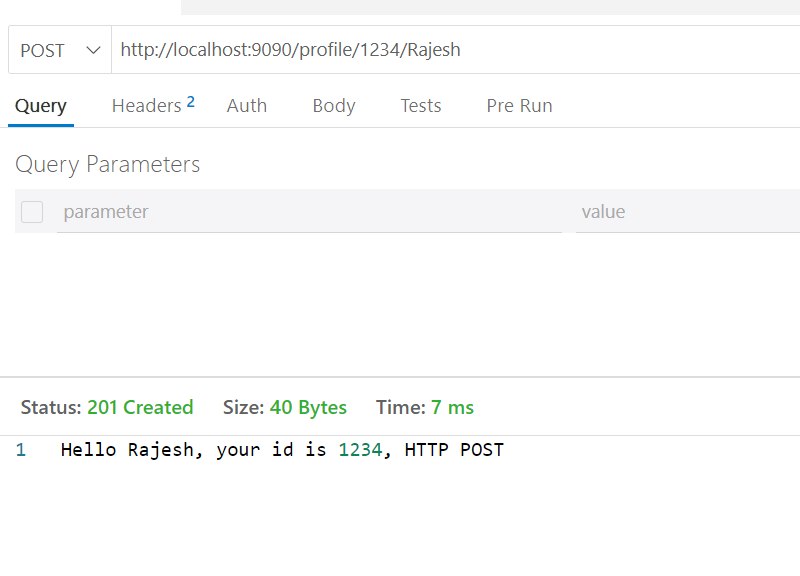 POST http://localhost:9090/profile/1234/Rajesh
Query Headers 2 Auth Body Tests Pre Run
Query Parameters
parameter value
Status: 201 Created Size: 40 Bytes Time: 7 ms
1 Hello Rajesh, your id is 1234, HTTP POST